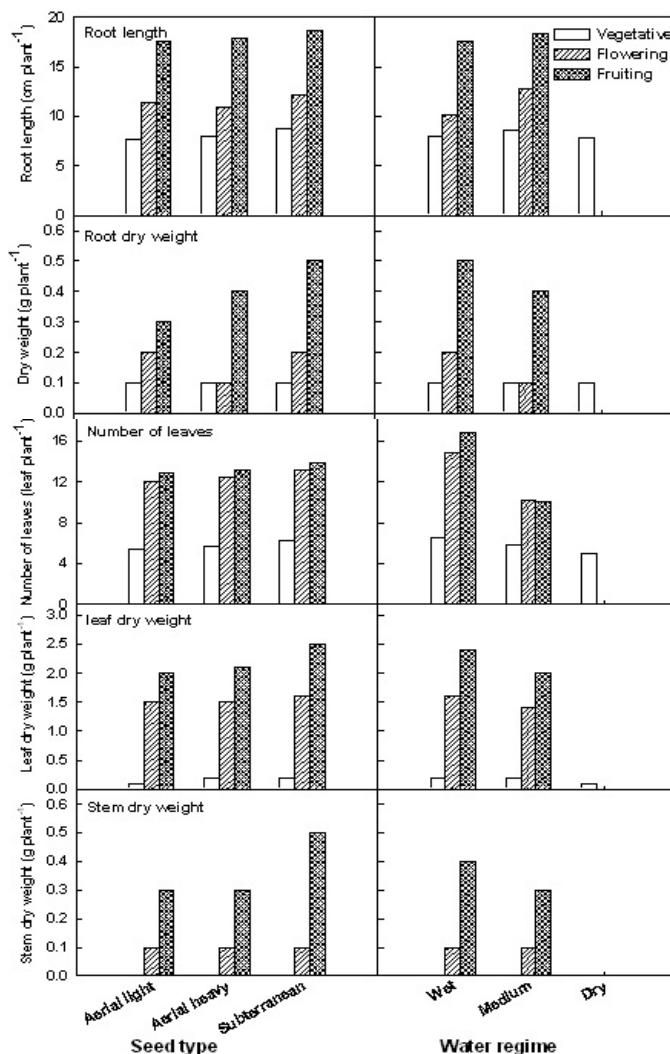 Root length
Vegetative
Flowering
Fruiting
Root length (cm plant-1)
20
15
10
5
0
Root dry weight
Dry weight (g plant-1)
0.6
0.5
0.4
0.3
0.2
0.1
0.0
Number of leaves
Number of leaves (leaf plant-1)
16
12
8
4
0
leaf dry weight
Leaf dry weight (g plant-1)
3.0
2.5
2.0
1.5
1.0
0.5
0.0
Stem dry weight
Stem dry weight (g plant-1)
0.6
0.5
0.4
0.3
0.2
0.1
0.0
Aerial light
Aerial heavy
Subterranean
Wet
Medium
Dry
Seed type
Water regime